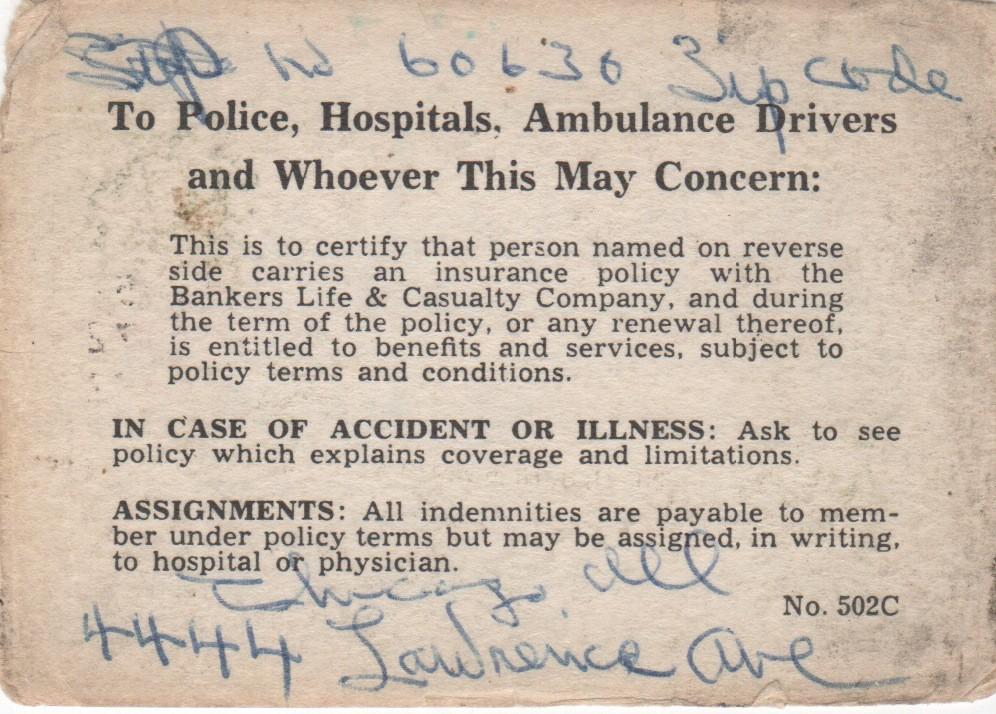 No 60630 Zip code
To Police, Hospitals, Ambulance Drivers
and Whoever This May Concern:
This is to certify that person named on reverse
side carries an insurance policy with the
Bankers Life & Casualty Company, and during
the term of the policy, or any renewal thereof,
is entitled to benefits and services, subject to
policy terms and conditions.
IN CASE OF ACCIDENT OR ILLNESS: Ask to see
policy which explains coverage and limitations.
ASSIGNMENTS: All indemnities are payable to mem-
ber under policy terms but may be assigned, in writing,
to hospital or physician.
Chicago, Ill
No. 502C
4444 Lawrence Ave